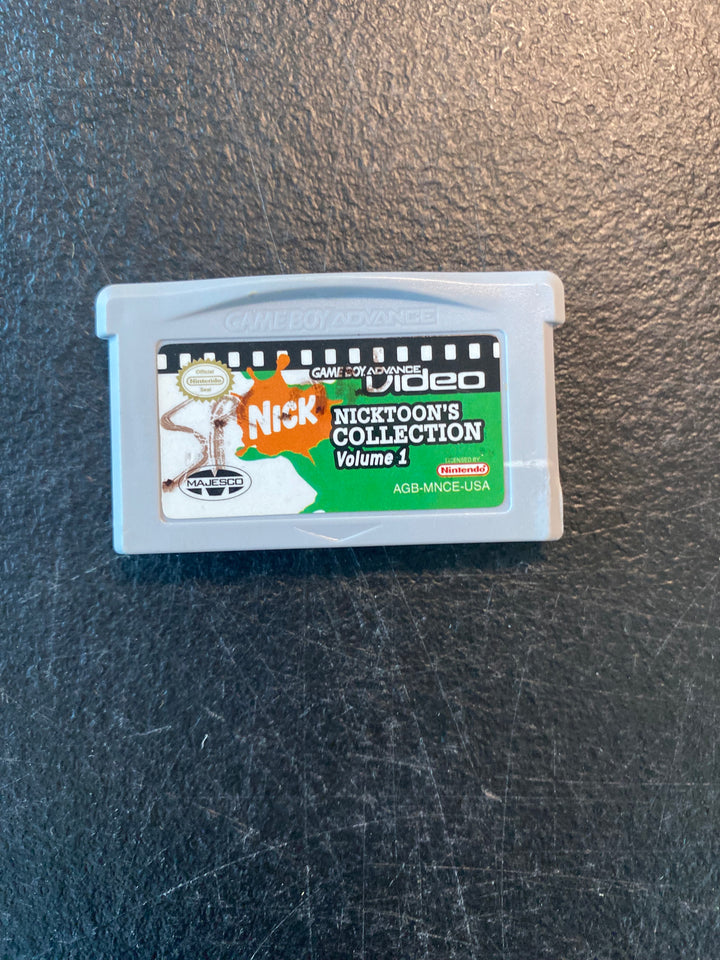 GAME BOY ADVANCE
GAME BOY ADVANCE
Video
Official
Nintendo
Seal
NICK
NICKTOON'S
COLLECTION
Volume 1
MAJESCO
LICENSED BY
Nintendo
AGB-MNCE-USA